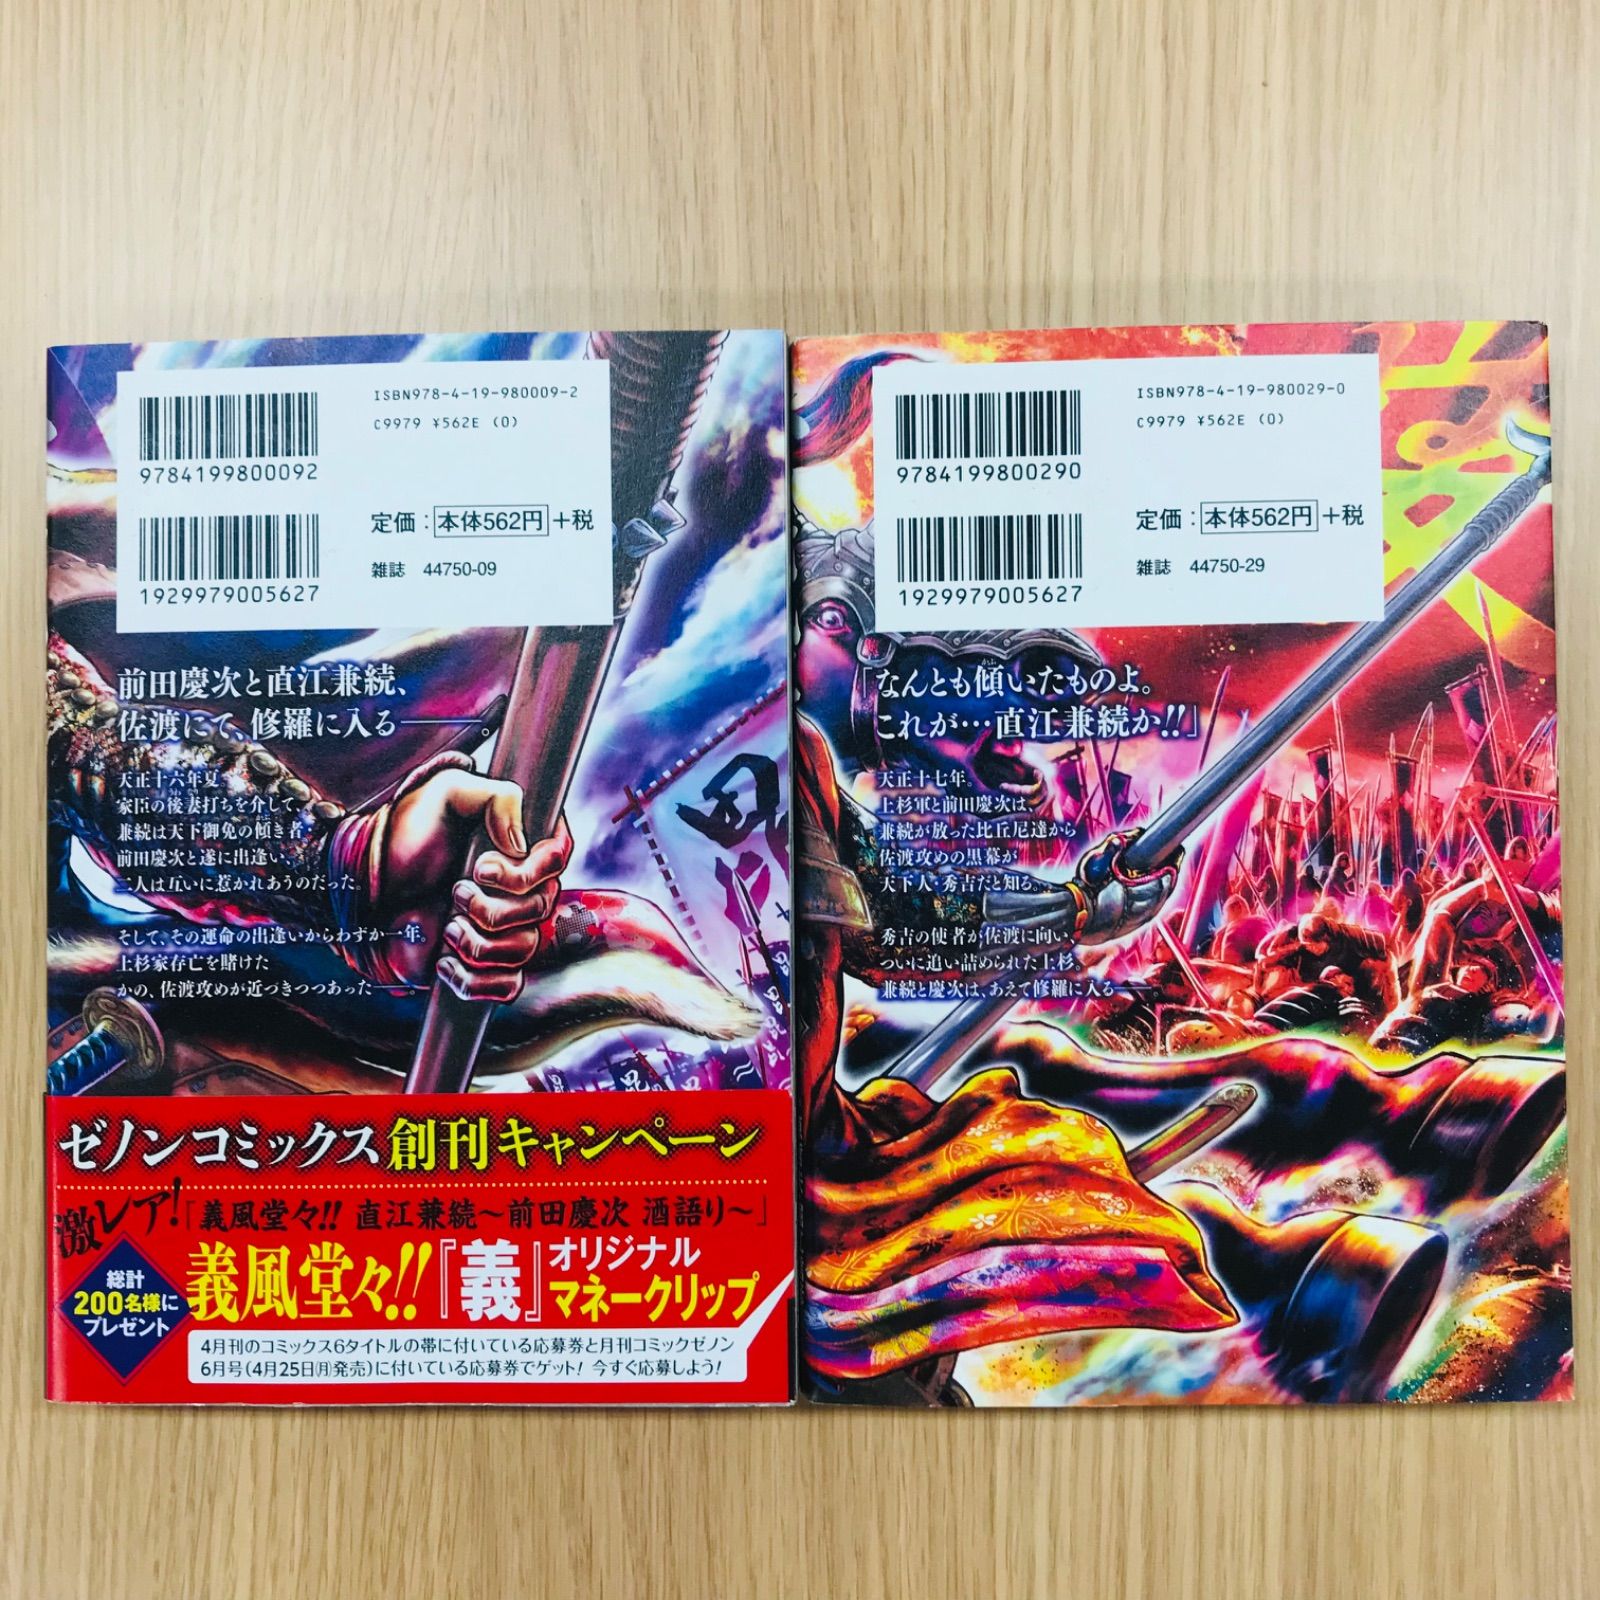 ISBN978-4-19-980009-2
C9979 ¥562E (0)
9784199800092
定価：本体562円+税
雑誌 44750-09
1929979005627
前田慶次と直江兼続、
佐渡にて、修羅に入る――。
天正十六年夏。
家臣の後妻打ちを介して、
兼続は天下御免の傾き者・
前田慶次と遂に出逢い、
二人は互いに惹かれあうのだった。
そして、その運命の出逢いからわずか一年。
上杉家存亡を賭けた
かの、佐渡攻めが近づきつつあった――。
毘
ゼノンコミックス創刊キャンペーン
激レア!「義風堂々!! 直江兼続～前田慶次 酒語り～」
総計
200名様に
プレゼント
義風堂々!!『義』オリジナル
マネークリップ
4月刊のコミックス6タイトルの帯に付いている応募券と月刊コミックゼノン
6月号(4月25日(月)発売)に付いている応募券でゲット! 今すぐ応募しよう!
ISBN978-4-19-980029-0
C9979 ¥562E (0)
9784199800290
定価：本体562円+税
雑誌 44750-29
1929979005627
「なんとも傾いたものよ。
これが…直江兼続か!!」
天正十七年。
上杉軍と前田慶次は、
兼続が放った比丘尼達から
佐渡攻めの黒幕が
天下人・秀吉だと知る。
秀吉の使者が佐渡に向い、
ついに追い詰められた上杉。
兼続と慶次は、あえて修羅に入る――。